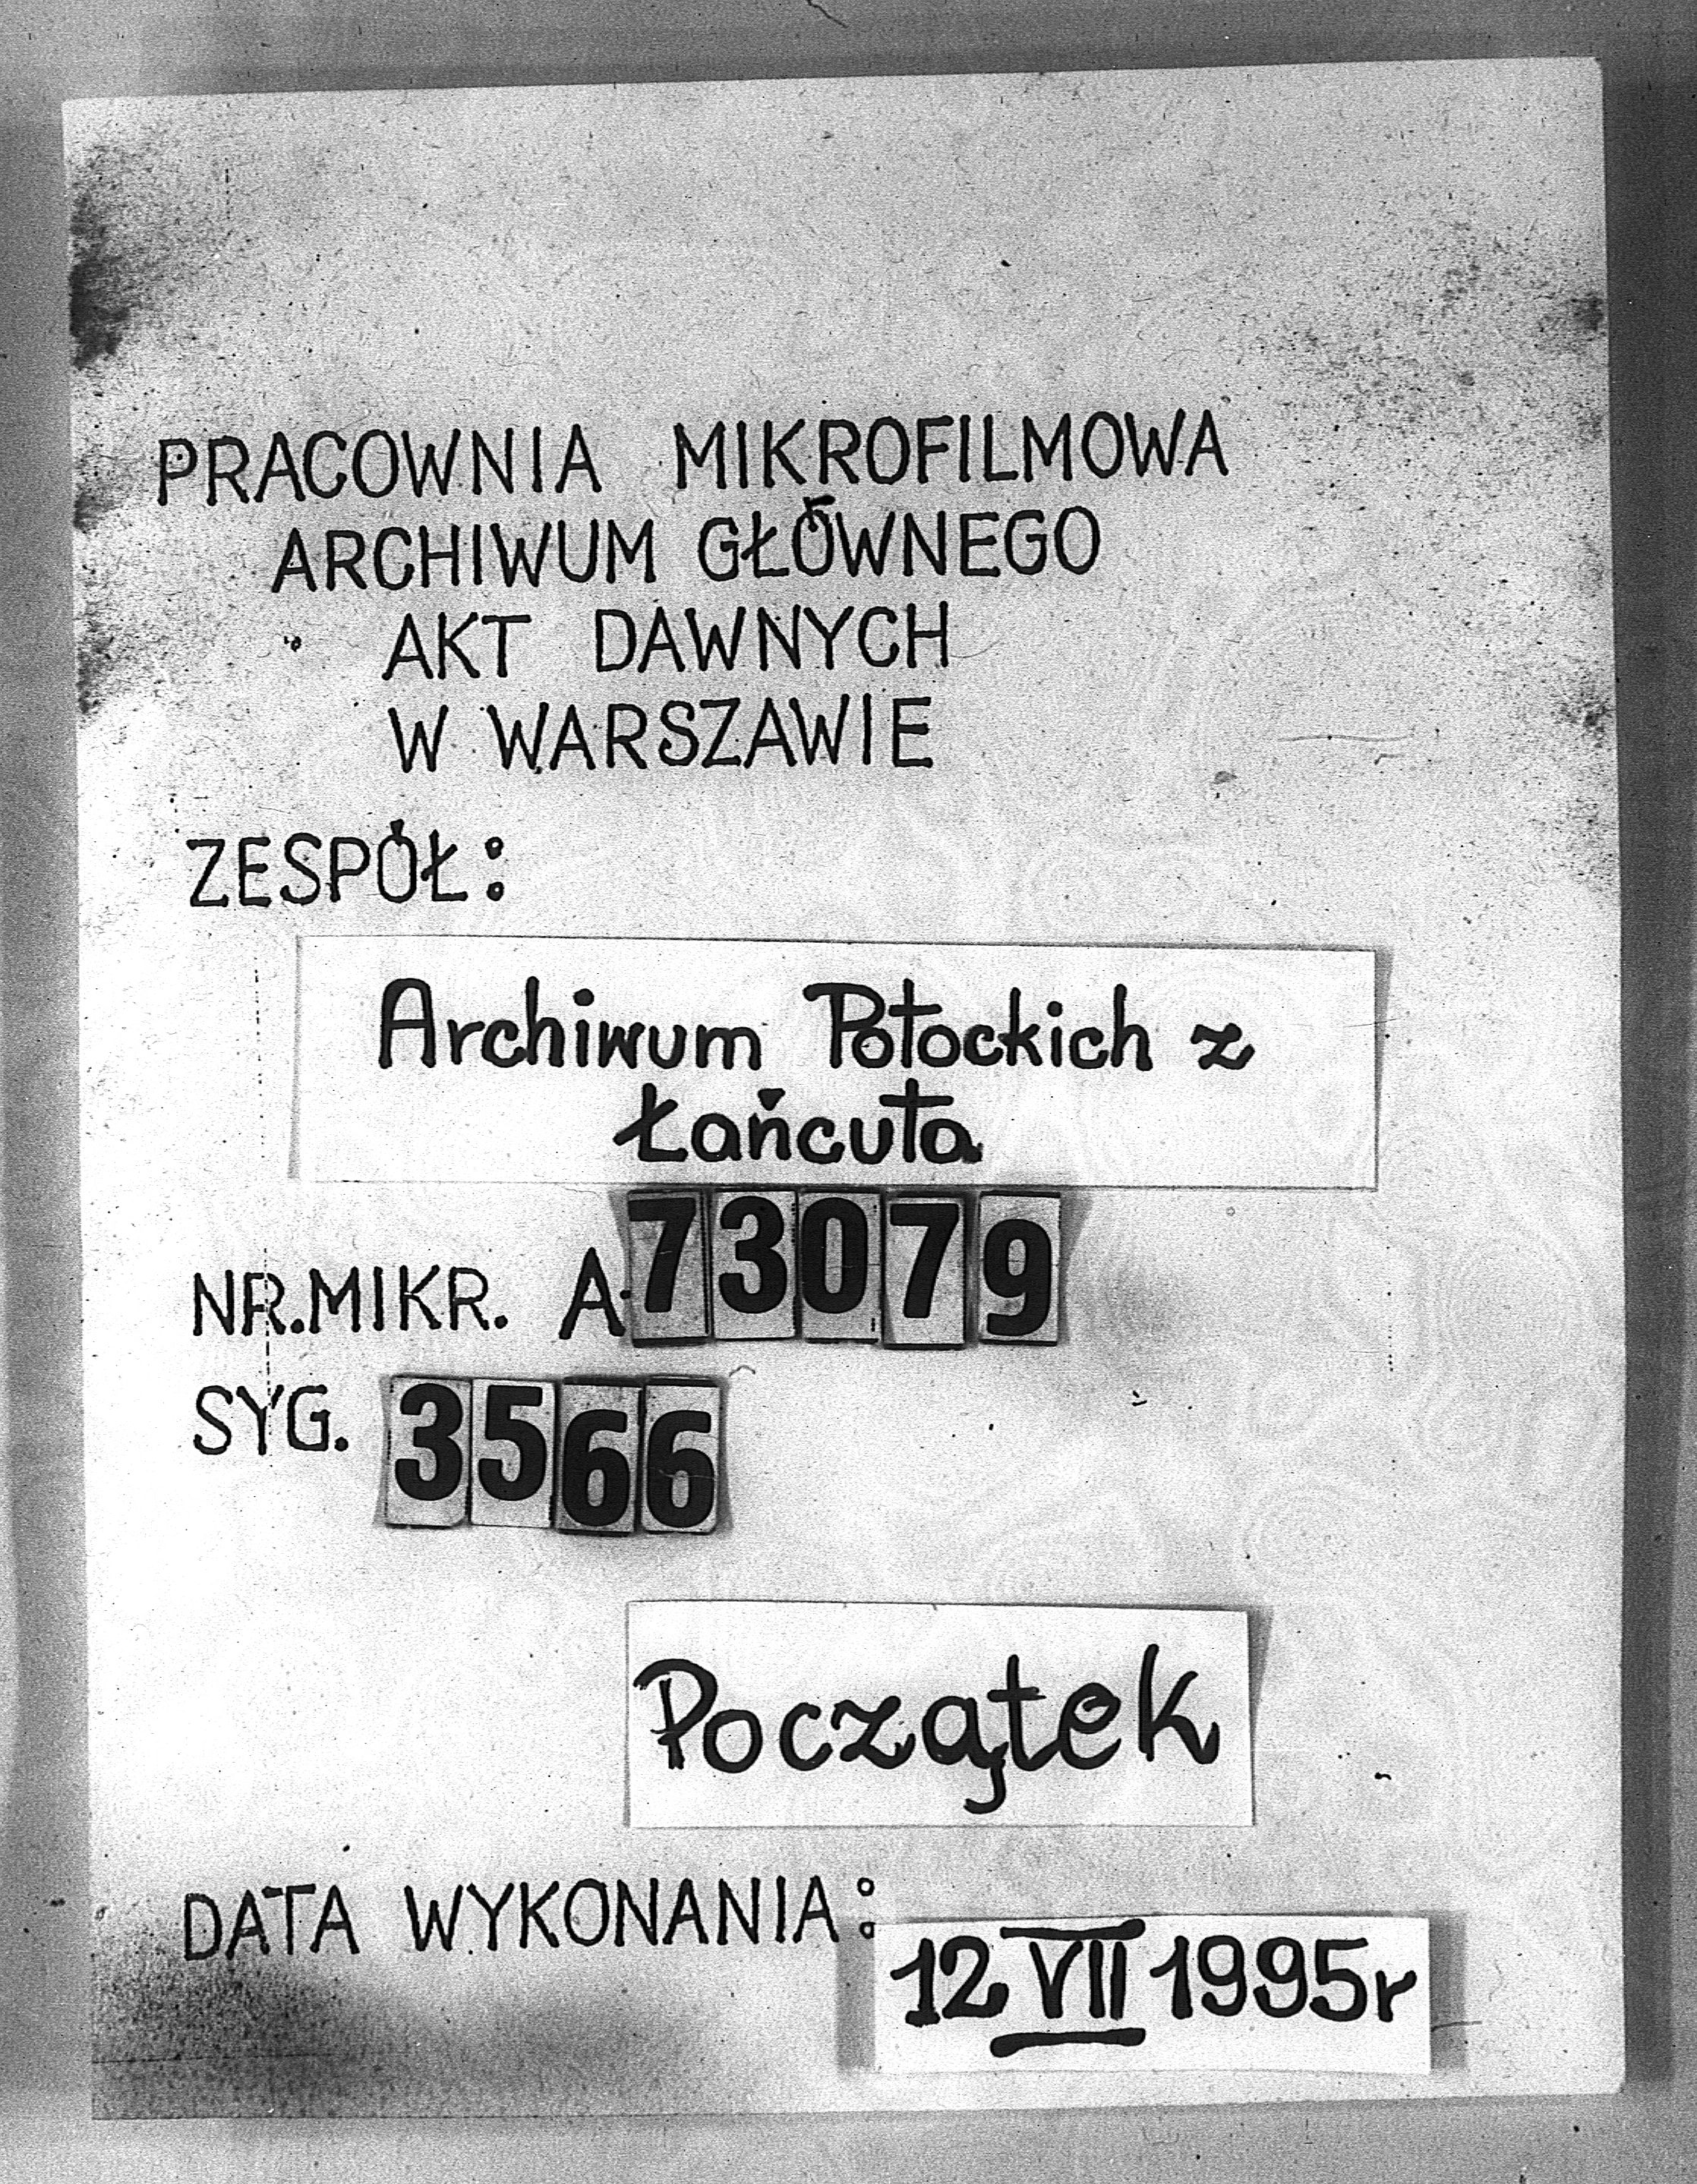 PRACOWNIA MIKROFILMOWA
ARCHIWUM GŁÓWNEGO
AKT DAWNYCH
W WARSZAWIE
ZESPÓŁ:
Archiwum Potockich z
Łańcuta
NR.MIKR. A-73079
SYG. 3566
Początek
DATA WYKONANIA: 12 VII 1995r